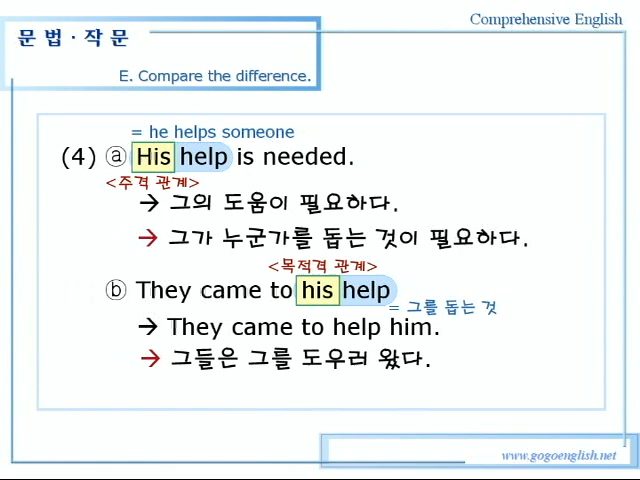 Comprehensive English
문법·작문
E. Compare the difference.
= he helps someone
(4) ⓐ His help is needed.
<주격 관계>
→ 그의 도움이 필요하다.
→ 그가 누군가를 돕는 것이 필요하다.
<목적격 관계>
ⓑ They came to his help
= 그를 돕는 것
→ They came to help him.
→ 그들은 그를 도우러 왔다.
www.gogoenglish.net